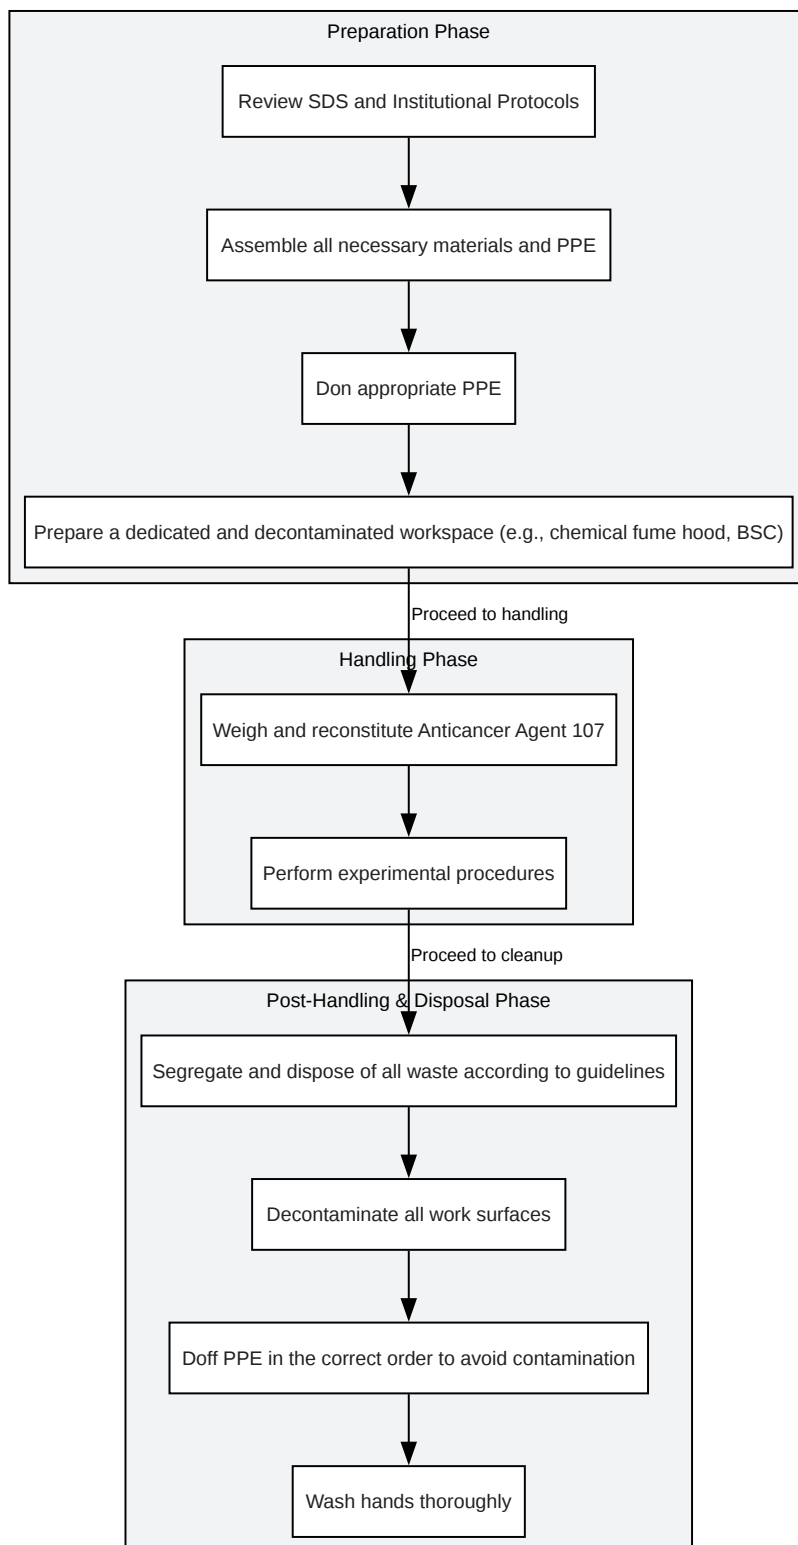 Preparation Phase
Review SDS and Institutional Protocols
Assemble all necessary materials and PPE
Don appropriate PPE
Prepare a dedicated and decontaminated workspace (e.g., chemical fume hood, BSC)
Proceed to handling
Handling Phase
Weigh and reconstitute Anticancer Agent 107
Perform experimental procedures
Proceed to cleanup
Post-Handling & Disposal Phase
Segregate and dispose of all waste according to guidelines
Decontaminate all work surfaces
Doff PPE in the correct order to avoid contamination
Wash hands thoroughly